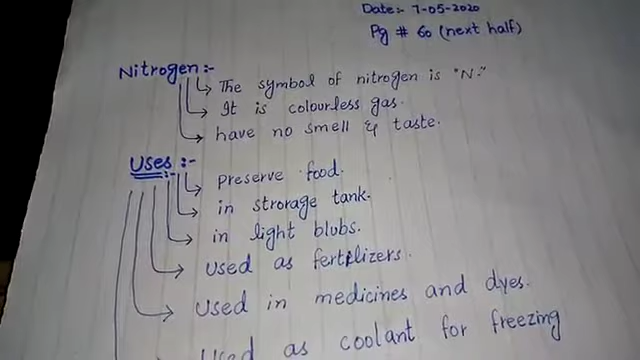 Date:- 7-05-2020
Pg # 60 (next half)
Nitrogen:-
The symbol of nitrogen is "N."
It is colourless gas.
have no smell & taste.
Uses :-
preserve food.
in strorage tank.
in light blubs.
used as fertilizers.
used in medicines and dyes.
used as coolant for freezing